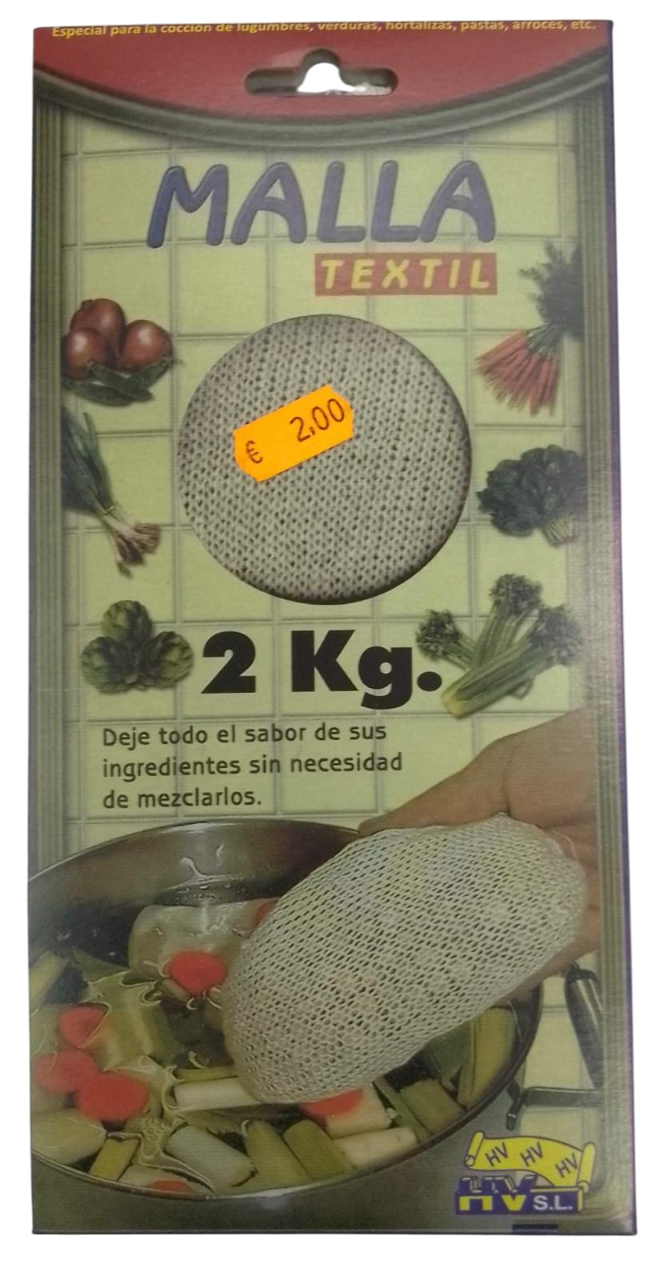 Especial para la cocción de lugumbres, verduras, hortalizas, pastas, arroces, etc.
MALLA
TEXTIL
€ 2,00
2 Kg.
Deje todo el sabor de sus
ingredientes sin necesidad
de mezclarlos.
HV HV HV
HV S.L.